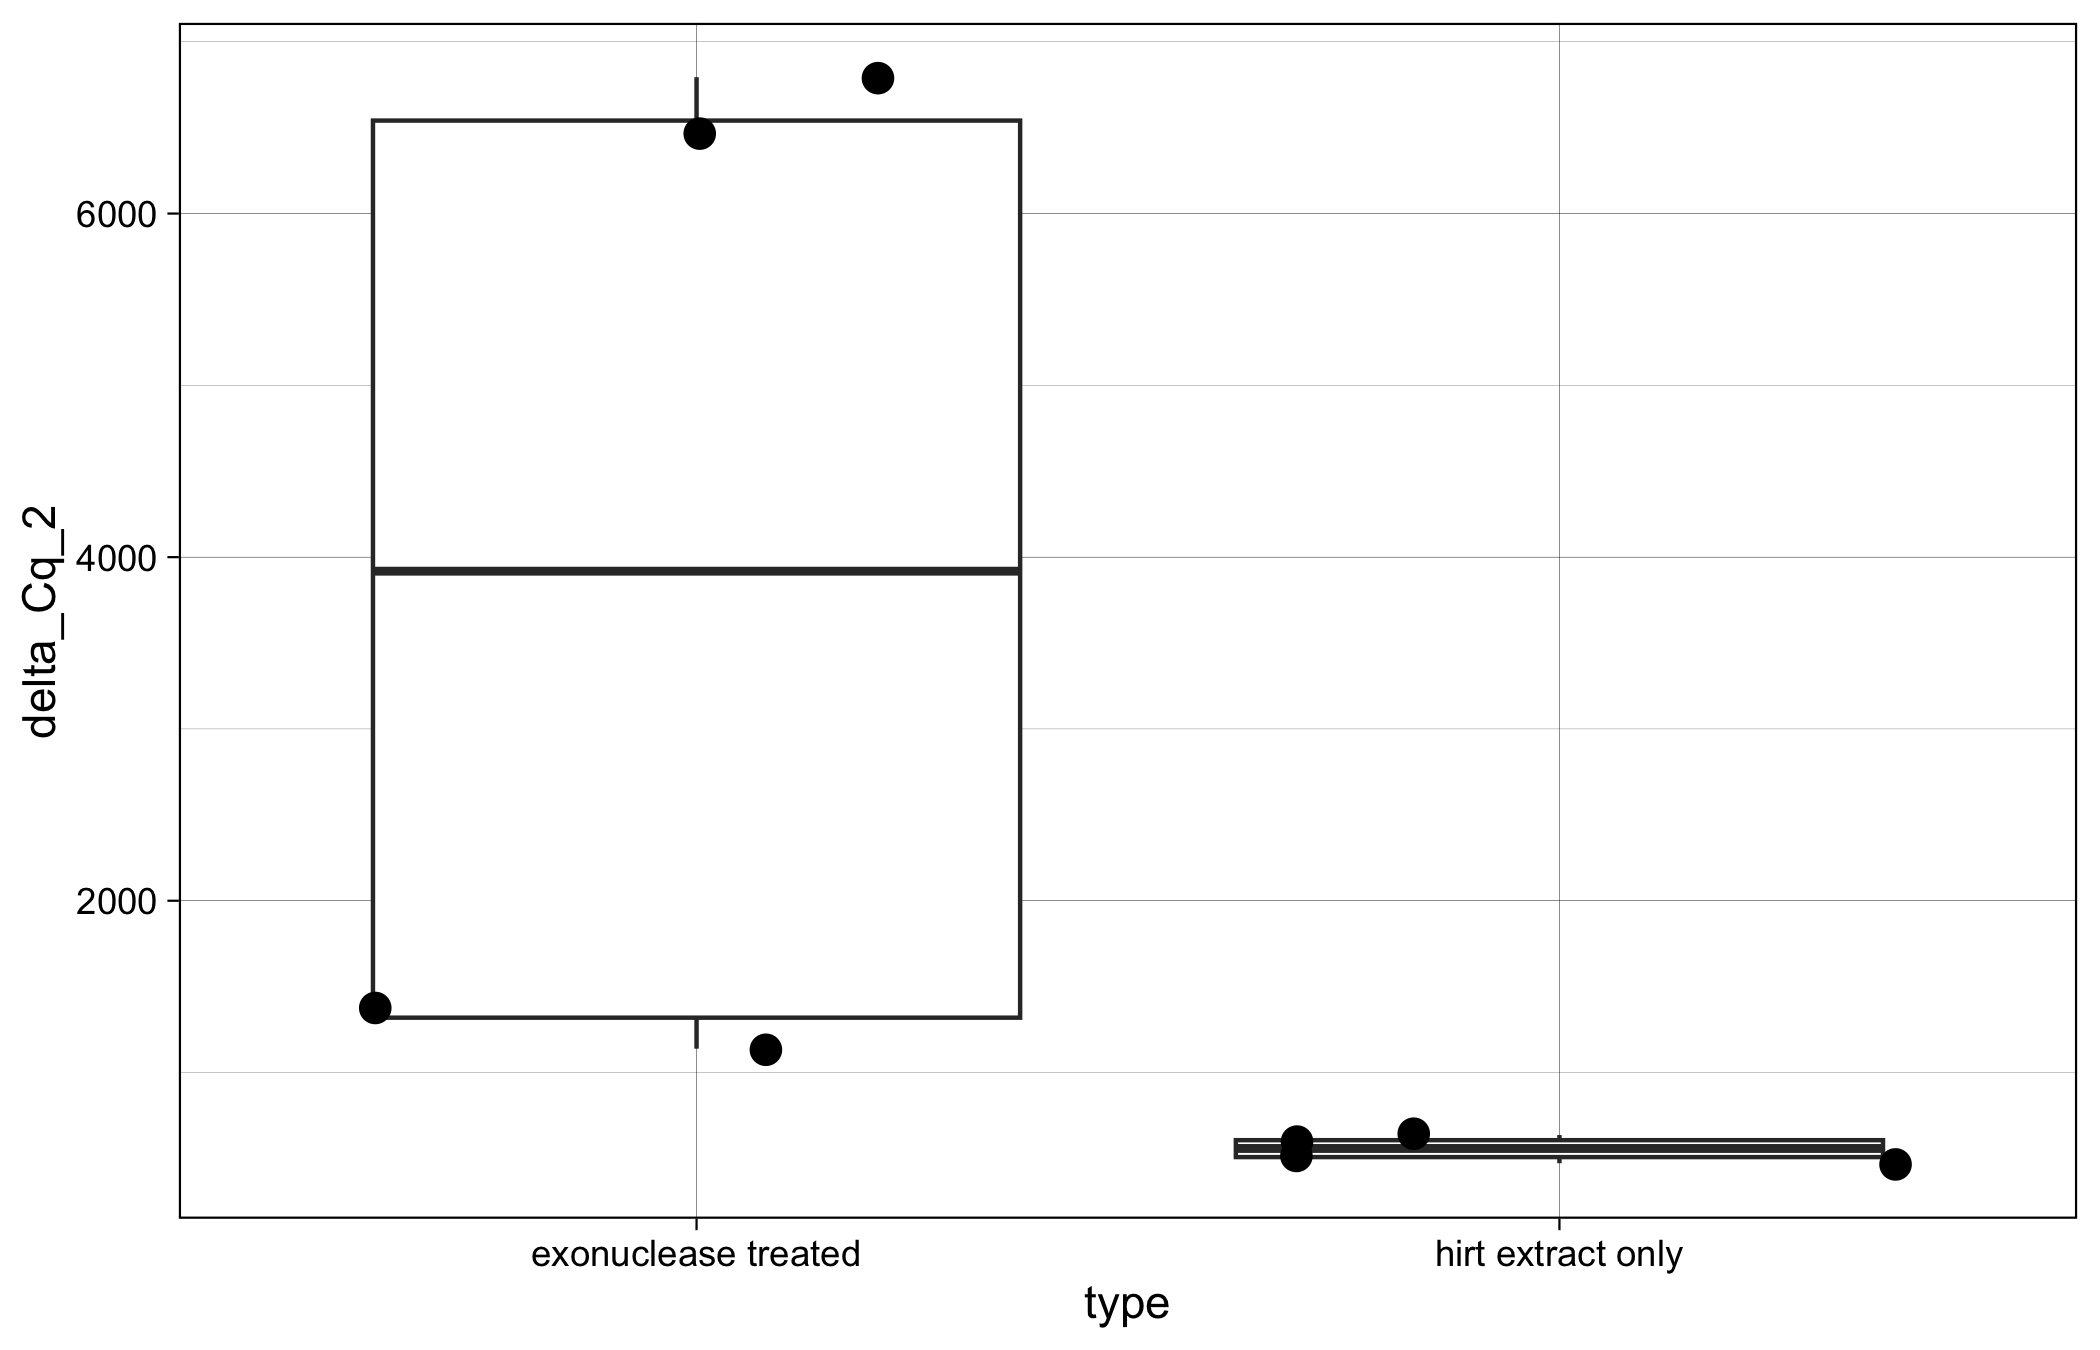 delta_Cq_2
6000
4000
2000
exonuclease treated
hirt extract only
type